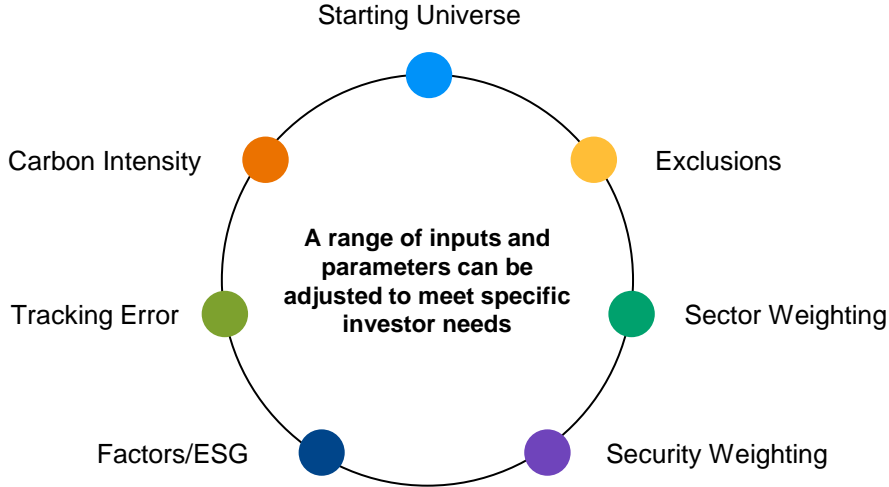 Starting Universe
Carbon Intensity
Exclusions
A range of inputs and
parameters can be
adjusted to meet specific
investor needs
Tracking Error
Sector Weighting
Factors/ESG
Security Weighting